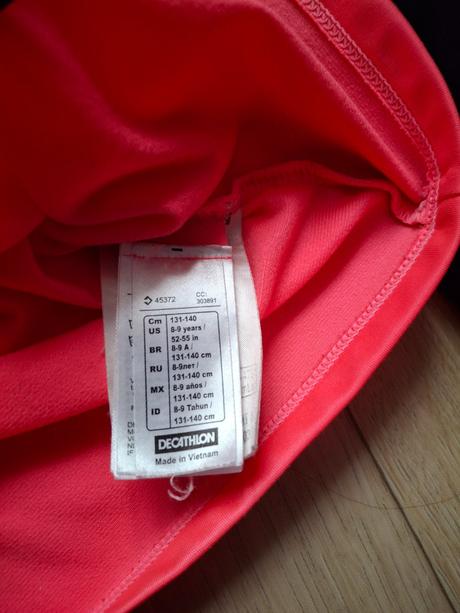 45372 CC:
303891
Cm 131-140
US 8-9 years /
52-55 in
BR 8-9 A /
131-140 cm
RU 8-9лет /
131-140 cm
MX 8-9 años /
131-140 cm
ID 8-9 Tahun /
131-140 cm
DECATHLON
Made in Vietnam